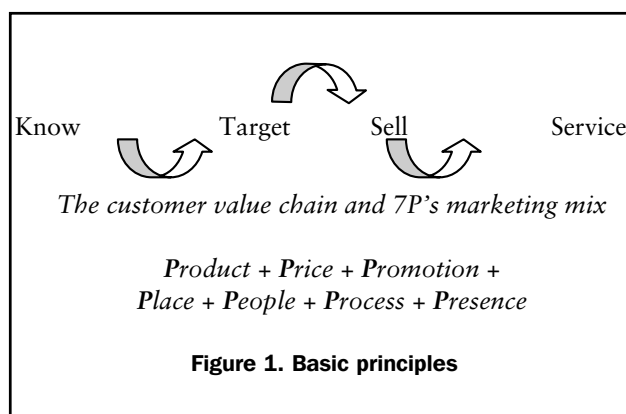 Know Target Sell Service
The customer value chain and 7P's marketing mix
Product + Price + Promotion +
Place + People + Process + Presence
Figure 1. Basic principles